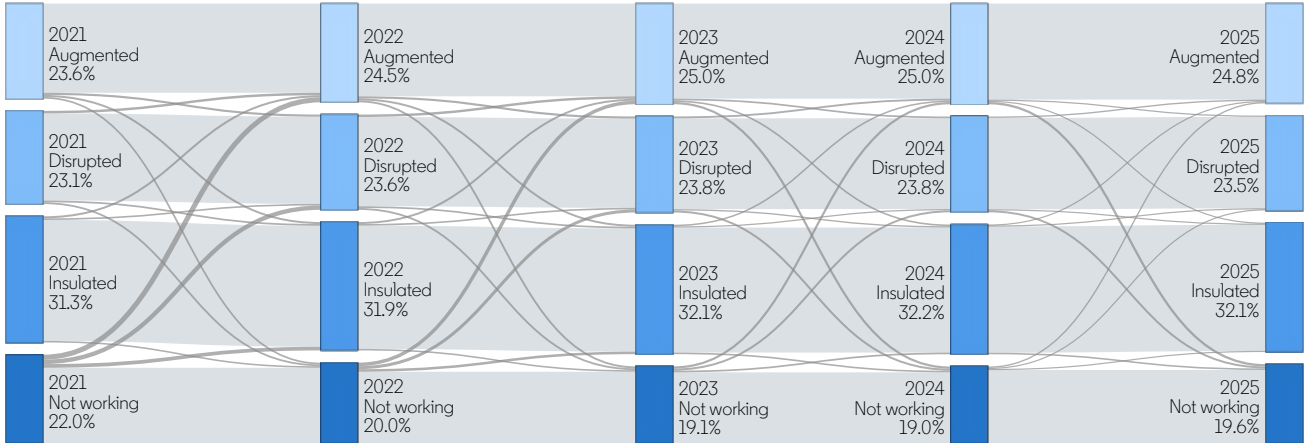 2021
Augmented
23.6%
2021
Disrupted
23.1%
2021
Insulated
31.3%
2021
Not working
22.0%
2022
Augmented
24.5%
2022
Disrupted
23.6%
2022
Insulated
31.9%
2022
Not working
20.0%
2023
Augmented
25.0%
2023
Disrupted
23.8%
2023
Insulated
32.1%
2023
Not working
19.1%
2024
Augmented
25.0%
2024
Disrupted
23.8%
2024
Insulated
32.2%
2024
Not working
19.0%
2025
Augmented
24.8%
2025
Disrupted
23.5%
2025
Insulated
32.1%
2025
Not working
19.6%